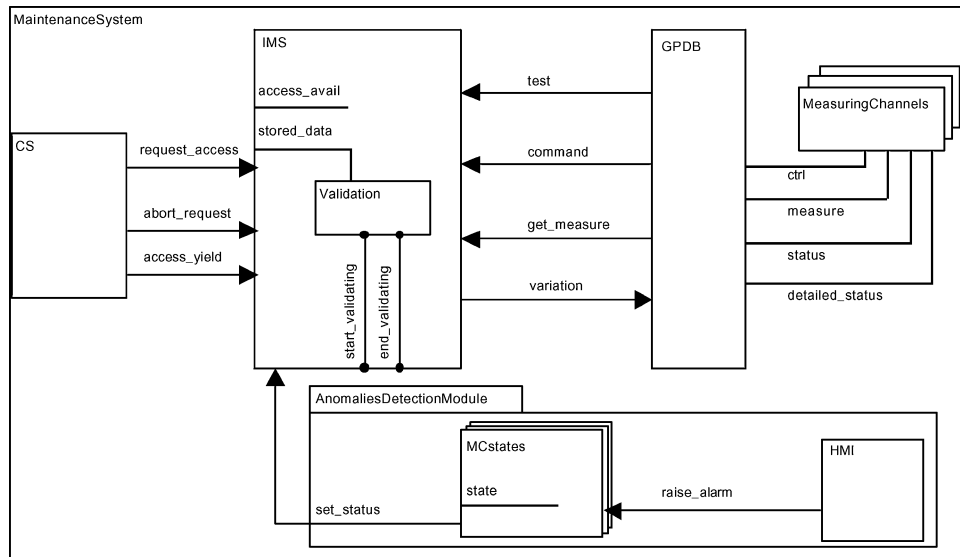 MaintenanceSystem
IMS
GPDB
access_avail
test
MeasuringChannels
stored_data
CS
request_access
command
ctrl
Validation
measure
abort_request
get_measure
status
access_yield
variation
detailed_status
start_validating
end_validating
AnomaliesDetectionModule
MCstates
HMI
state
raise_alarm
set_status